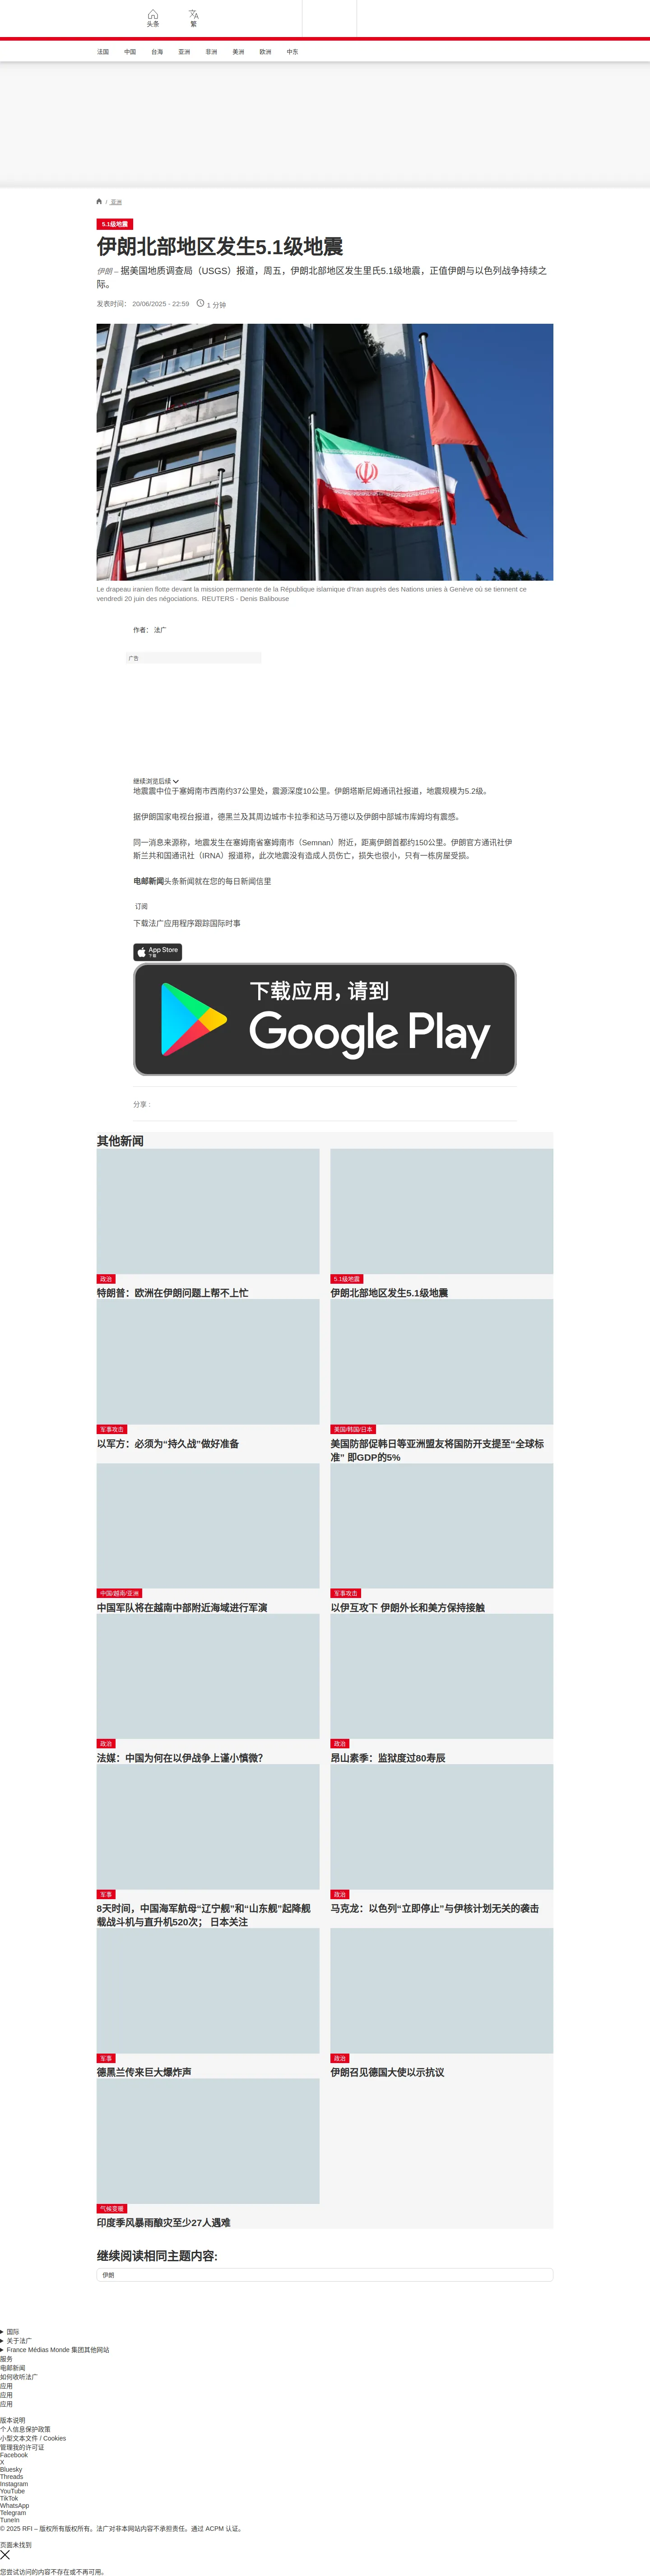 头条
繁
法国
中国
台海
亚洲
非洲
美洲
欧洲
中东
/ 亚洲
5.1级地震
伊朗北部地区发生5.1级地震
伊朗 – 据美国地质调查局（USGS）报道，周五，伊朗北部地区发生里氏5.1级地震，正值伊朗与以色列战争持续之
际。
发表时间： 20/06/2025 - 22:59
1 分钟
Le drapeau iranien flotte devant la mission permanente de la République islamique d'Iran auprès des Nations unies à Genève où se tiennent ce
vendredi 20 juin des négociations. REUTERS - Denis Balibouse
作者： 法广
广告
继续浏览后续
地震震中位于塞姆南市西南约37公里处，震源深度10公里。伊朗塔斯尼姆通讯社报道，地震规模为5.2级。
据伊朗国家电视台报道，德黑兰及其周边城市卡拉季和达马万德以及伊朗中部城市库姆均有震感。
同一消息来源称，地震发生在塞姆南省塞姆南市（Semnan）附近，距离伊朗首都约150公里。伊朗官方通讯社伊
斯兰共和国通讯社（IRNA）报道称，此次地震没有造成人员伤亡，损失也很小，只有一栋房屋受损。
电邮新闻头条新闻就在您的每日新闻信里
订阅
下载法广应用程序跟踪国际时事
App Store
下载
下载应用，请到
Google Play
分享 :
其他新闻
政治
特朗普：欧洲在伊朗问题上帮不上忙
5.1级地震
伊朗北部地区发生5.1级地震
军事攻击
以军方：必须为“持久战”做好准备
美国/韩国/日本
美国防部促韩日等亚洲盟友将国防开支提至“全球标
准” 即GDP的5%
中国/越南/亚洲
中国军队将在越南中部附近海域进行军演
军事攻击
以伊互攻下 伊朗外长和美方保持接触
政治
法媒：中国为何在以伊战争上谨小慎微?
政治
昂山素季：监狱度过80寿辰
军事
8天时间，中国海军航母“辽宁舰”和“山东舰”起降舰
载战斗机与直升机520次； 日本关注
政治
马克龙：以色列“立即停止”与伊核计划无关的袭击
军事
德黑兰传来巨大爆炸声
政治
伊朗召见德国大使以示抗议
气候变暖
印度季风暴雨酿灾至少27人遇难
继续阅读相同主题内容:
伊朗
国际
关于法广
France Médias Monde 集团其他网站
服务
电邮新闻
如何收听法广
应用
应用
应用
版本说明
个人信息保护政策
小型文本文件 / Cookies
管理我的许可证
Facebook
X
Bluesky
Threads
Instagram
YouTube
TikTok
WhatsApp
Telegram
TuneIn
© 2025 RFI – 版权所有版权所有。法广对非本网站内容不承担责任。通过 ACPM 认证。
页面未找到
您尝试访问的内容不存在或不再可用。